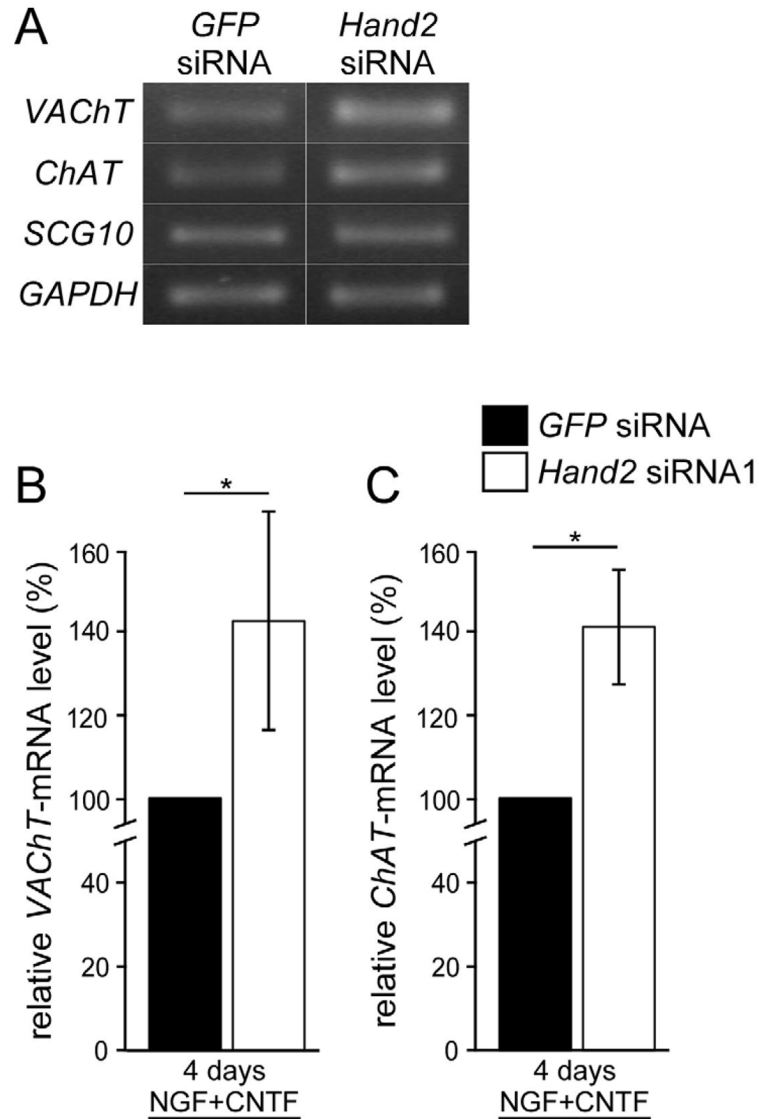 A
GFP siRNA
Hand2 siRNA
VAChT
ChAT
SCG10
GAPDH
GFP siRNA
Hand2 siRNA1
B
*
relative VAChT-mRNA level (%)
160
140
120
100
40
20
0
4 days
NGF+CNTF
C
*
relative ChAT-mRNA level (%)
160
140
120
100
40
20
0
4 days
NGF+CNTF